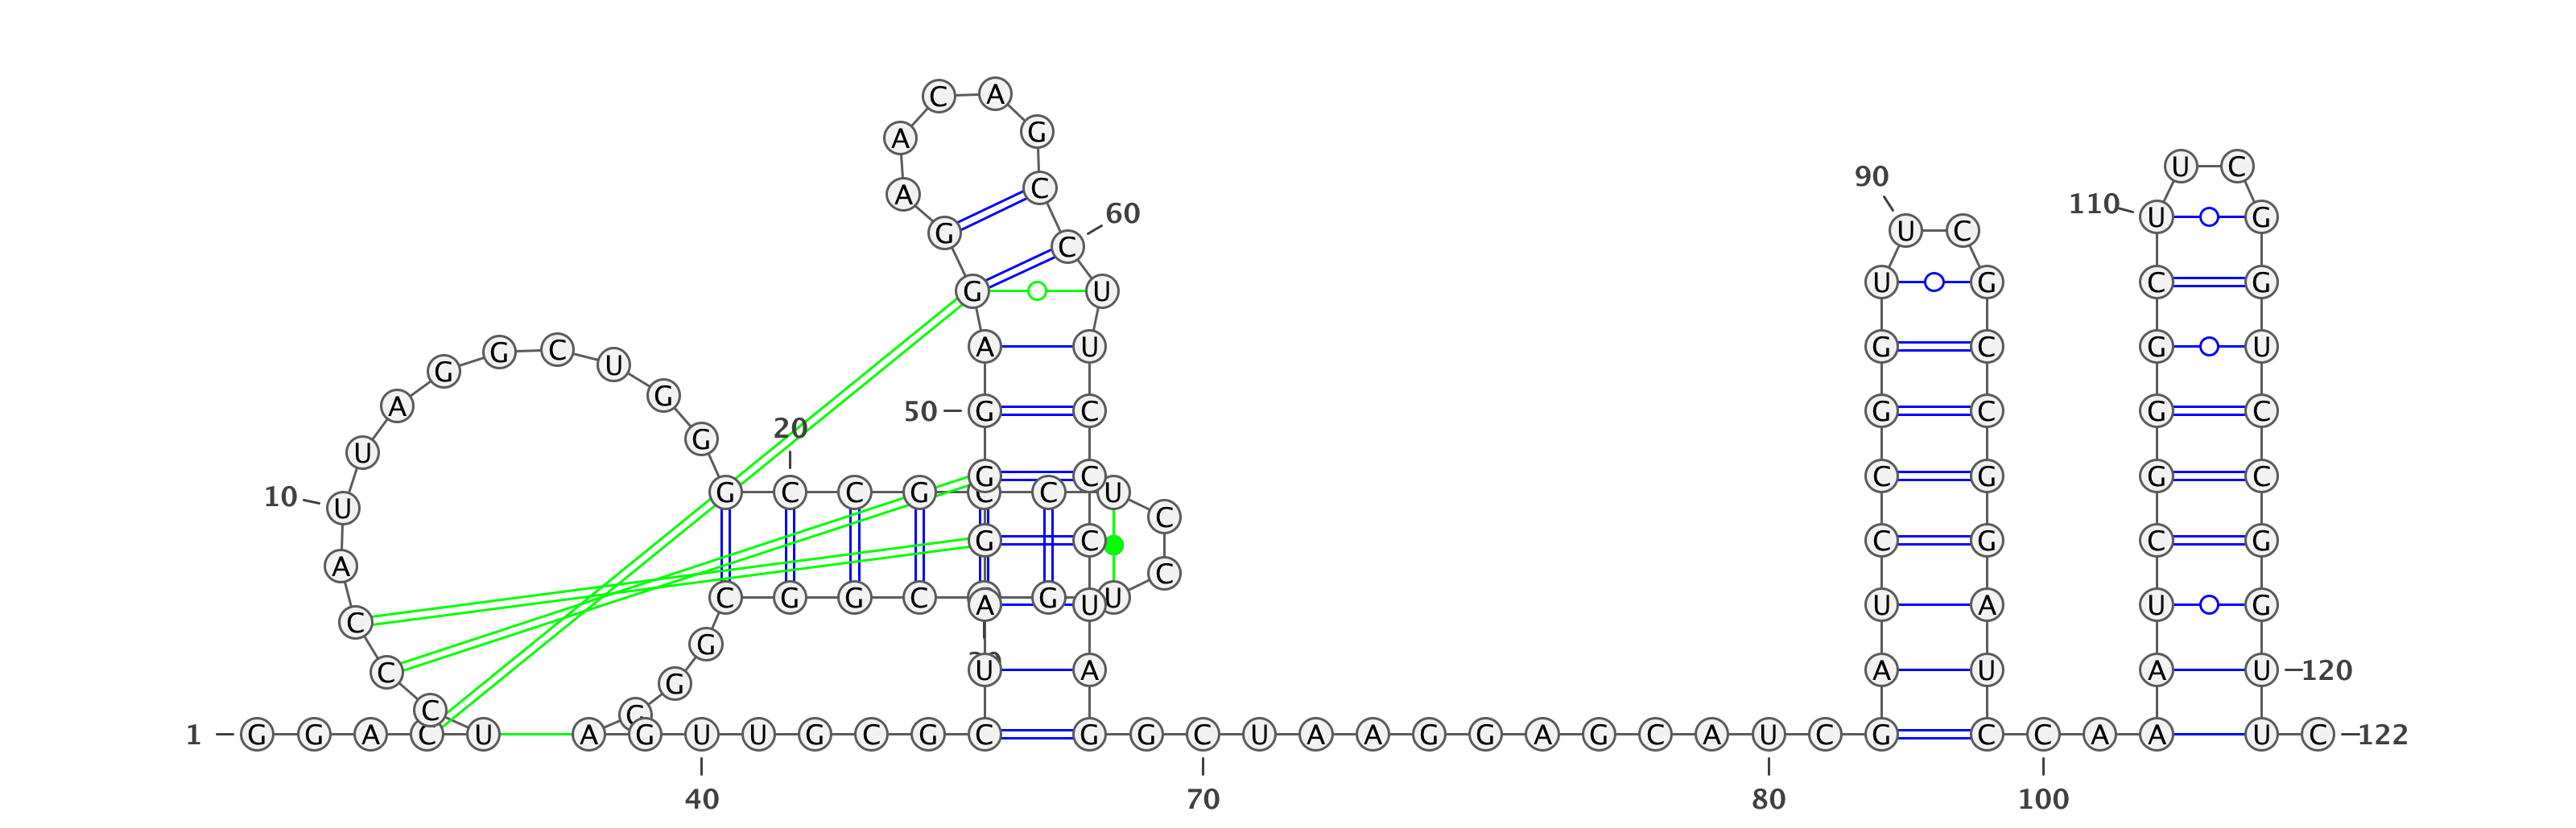 C A
A G
U C
90
A C
110 U G
60
G C U C
G U U G C G
G G C U A U G C G U
A G
A 50 G C G C G C
20
U G
10 U G C C G G C C U C G G C
A G C C G C G C G
C
C G G C A G U A U U A U G
G
C U A A U A U –120
G
C C
1 G G A C U A G U U G C G C G G C U A A G G A G C A U C G C C A A U C –122
40 70 80 100